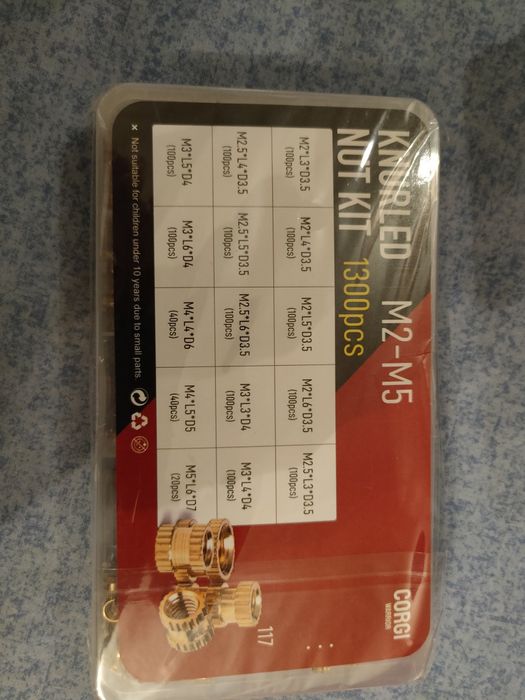 KNURLED M2-M5
NUT KIT 1300pcs
CORGI®
WARRIOR
M2*L3*D3.5 M2*L4*D3.5 M2*L5*D3.5 M2*L6*D3.5 M2.5*L3*D3.5
(100pcs) (100pcs) (100pcs) (100pcs) (100pcs)
M2.5*L4*D3.5 M2.5*L5*D3.5 M2.5*L6*D3.5 M3*L3*D4 M3*L4*D4
(100pcs) (100pcs) (100pcs) (100pcs) (100pcs)
M3*L5*D4 M3*L6*D4 M4*L4*D6 M4*L5*D5 M5*L6*D7
(100pcs) (100pcs) (40pcs) (40pcs) (20pcs)
117
× Not suitable for children under 10 years due to small parts